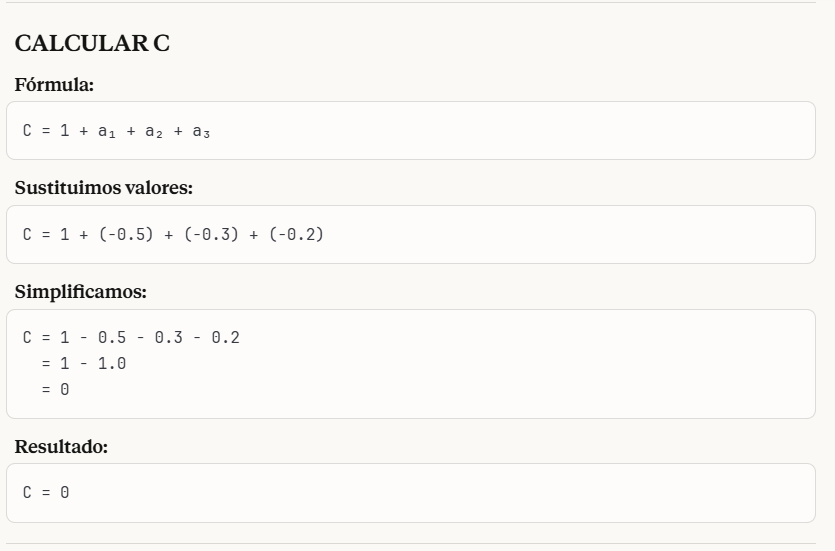 CALCULAR C
Fórmula:
C = 1 + a₁ + a₂ + a₃
Sustituimos valores:
C = 1 + (-0.5) + (-0.3) + (-0.2)
Simplificamos:
C = 1 - 0.5 - 0.3 - 0.2
= 1 - 1.0
= 0
Resultado:
C = 0